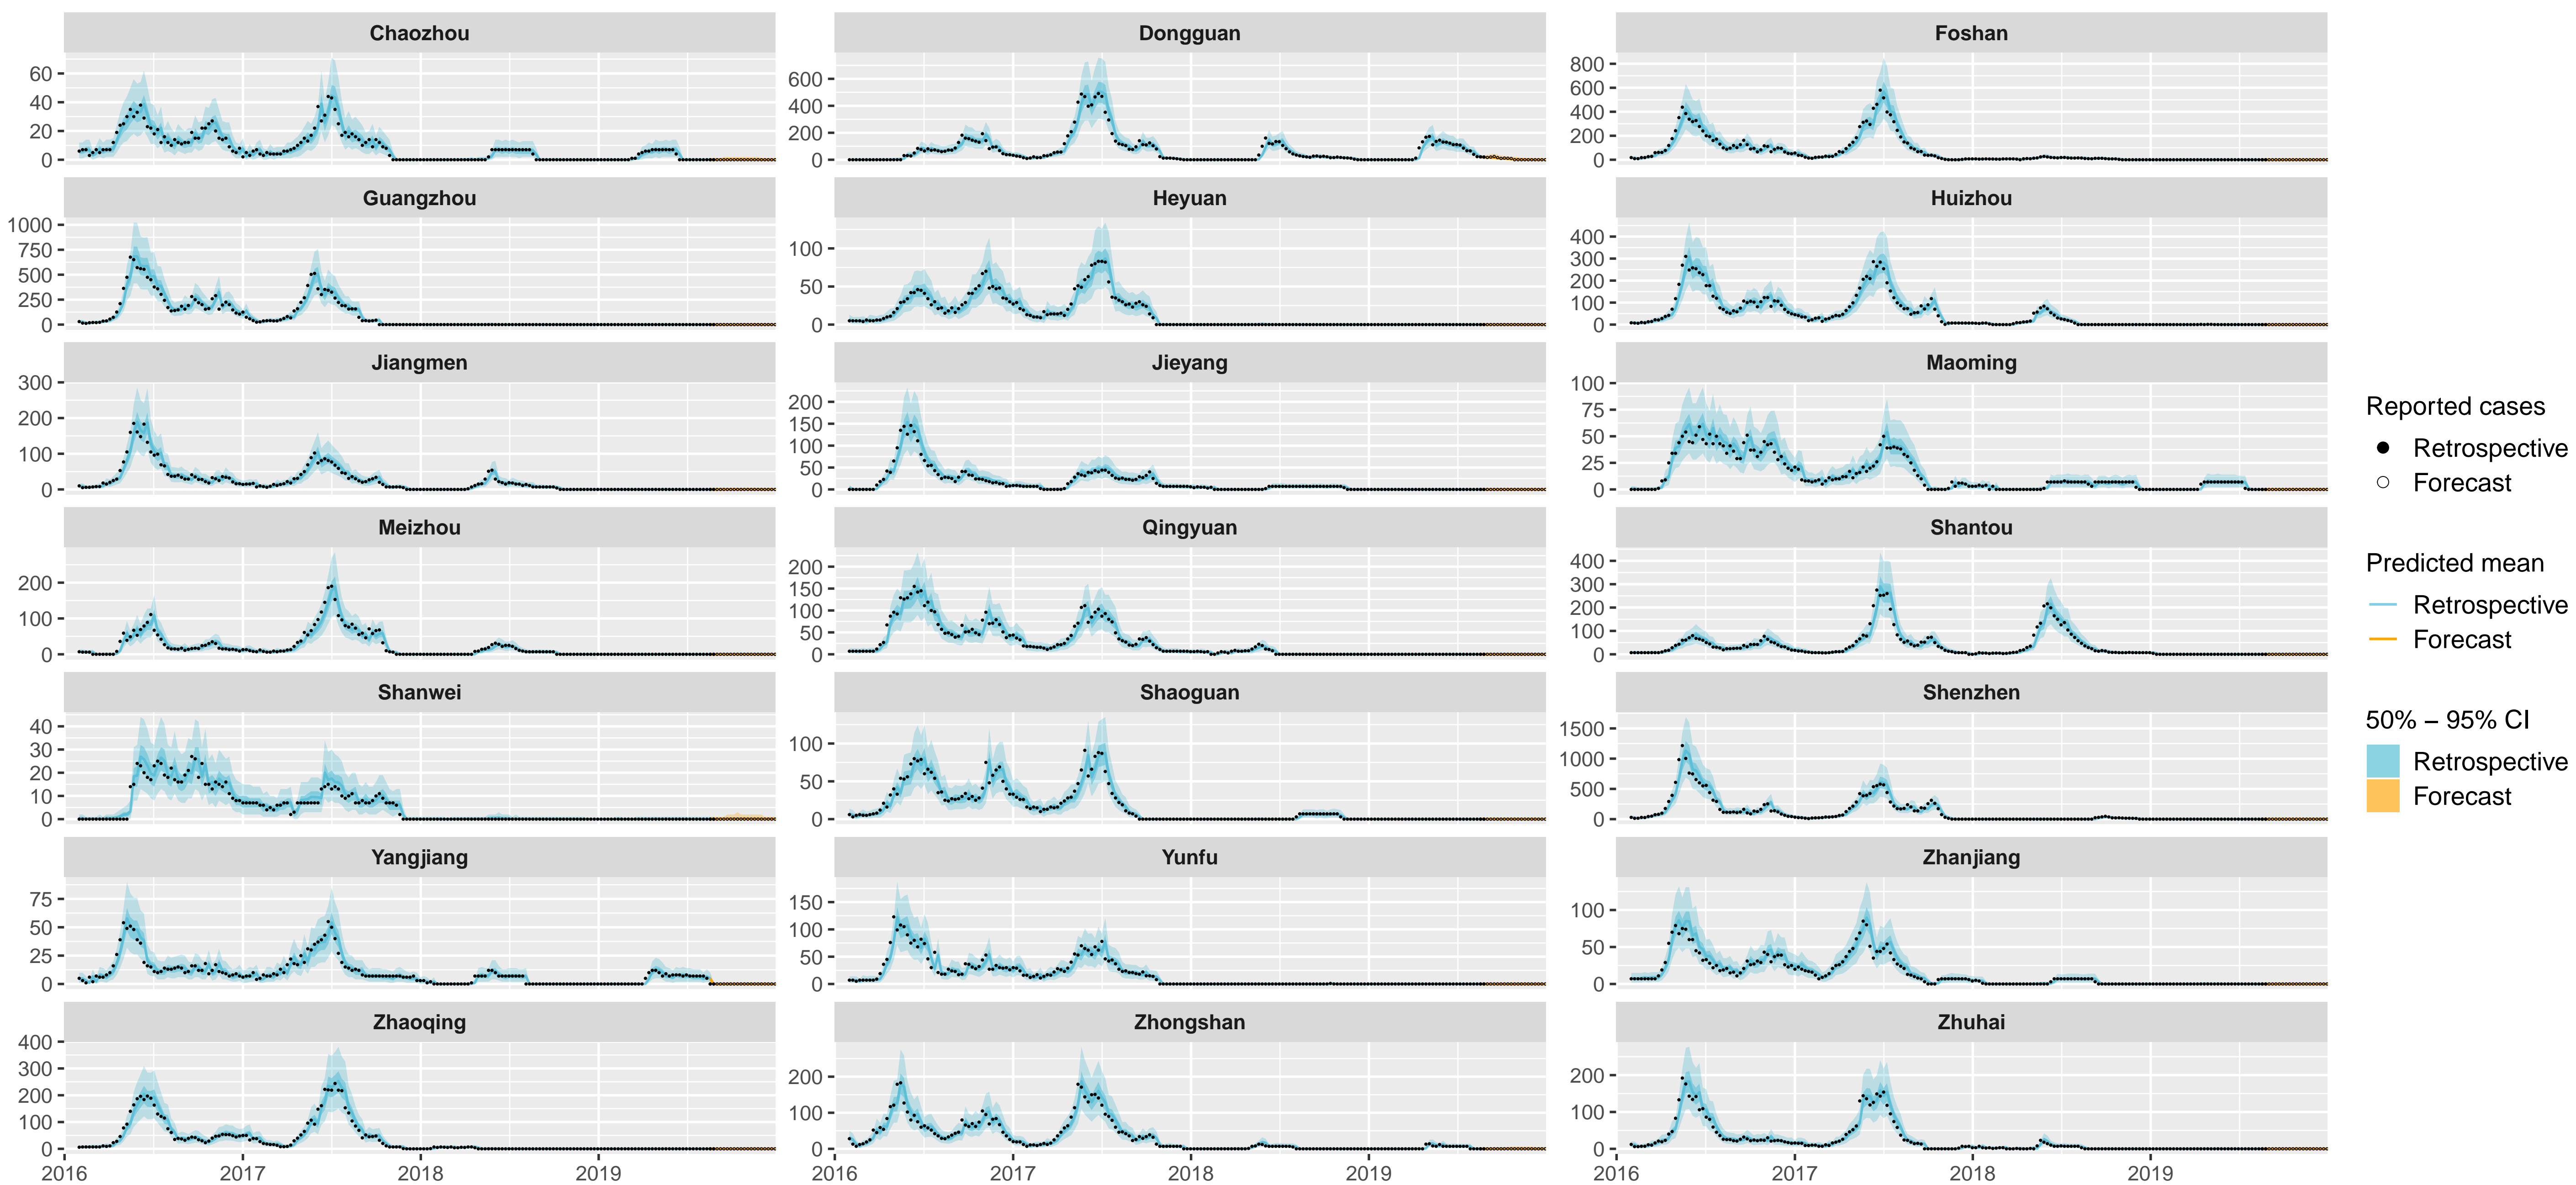 Chaozhou
Dongguan
Foshan
60
40
20
0
600
400
200
0
800
600
400
200
0
Guangzhou
Heyuan
Huizhou
1000
750
500
250
0
100
50
0
400
300
200
100
0
Jiangmen
Jieyang
Maoming
300
200
100
0
200
150
100
50
0
100
75
50
25
0
Meizhou
Qingyuan
Shantou
200
100
0
200
150
100
50
0
400
300
200
100
0
Shanwei
Shaoguan
Shenzhen
40
30
20
10
0
100
50
0
1500
1000
500
0
Yangjiang
Yunfu
Zhanjiang
75
50
25
0
150
100
50
0
100
50
0
Zhaoqing
Zhongshan
Zhuhai
400
300
200
100
0
200
100
0
200
100
0
2016 2017 2018 2019
2016 2017 2018 2019
2016 2017 2018 2019
Reported cases
Retrospective
Forecast
Predicted mean
Retrospective
Forecast
50% – 95% CI
Retrospective
Forecast